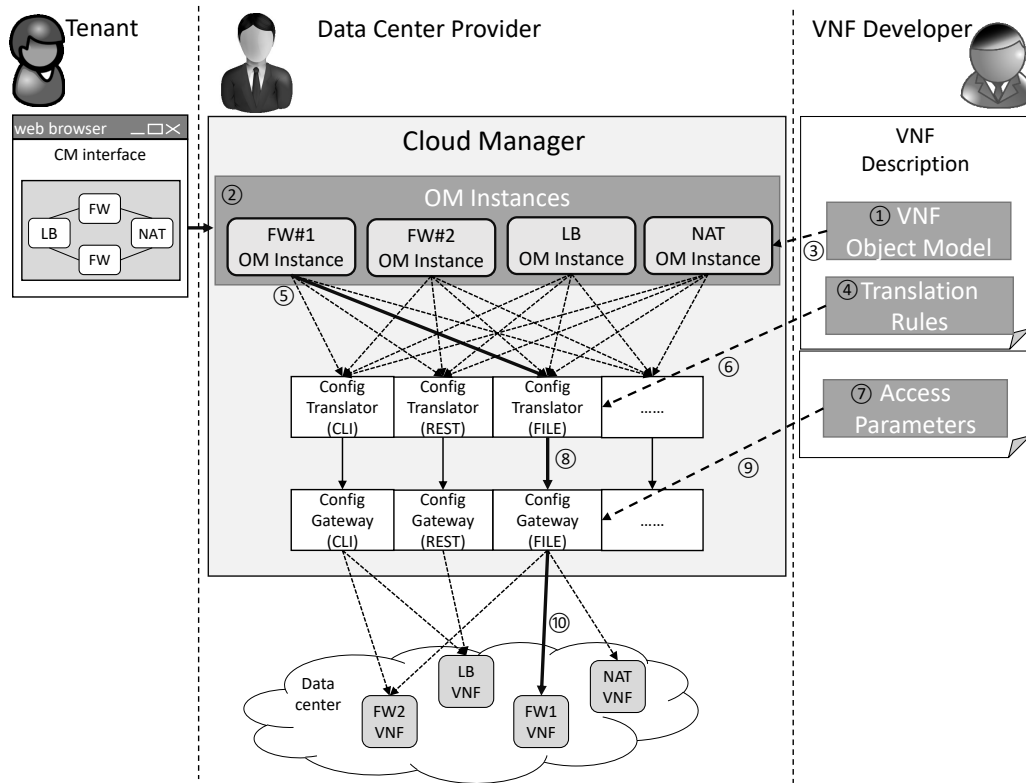 Tenant
Data Center Provider
VNF Developer
web browser
CM interface
FW
LB
NAT
FW
Cloud Manager
② OM Instances
FW#1
OM Instance
FW#2
OM Instance
LB
OM Instance
NAT
OM Instance
VNF
Description
① VNF
Object Model
③
④ Translation
Rules
⑤
⑥
Config
Translator
(CLI)
Config
Translator
(REST)
Config
Translator
(FILE)
……
⑦ Access
Parameters
⑧
⑨
Config
Gateway
(CLI)
Config
Gateway
(REST)
Config
Gateway
(FILE)
……
⑩
Data
center
LB
VNF
NAT
VNF
FW2
VNF
FW1
VNF